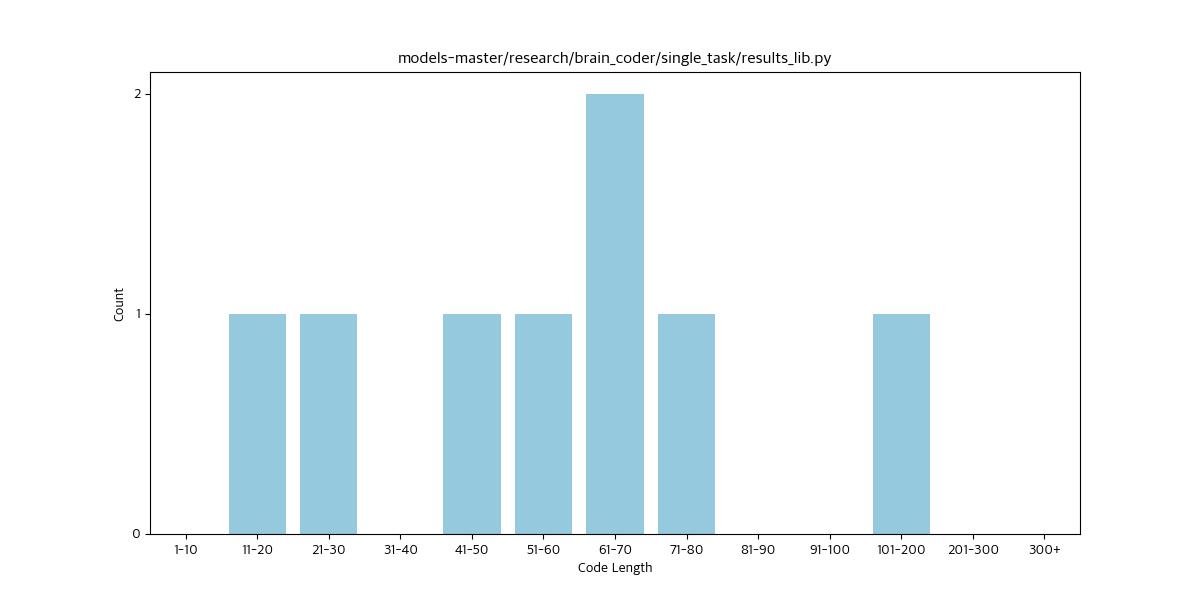 models-master/research/brain_coder/single_task/results_lib.py
Count
2
1
0
1-10 11-20 21-30 31-40 41-50 51-60 61-70 71-80 81-90 91-100 101-200 201-300 300+
Code Length